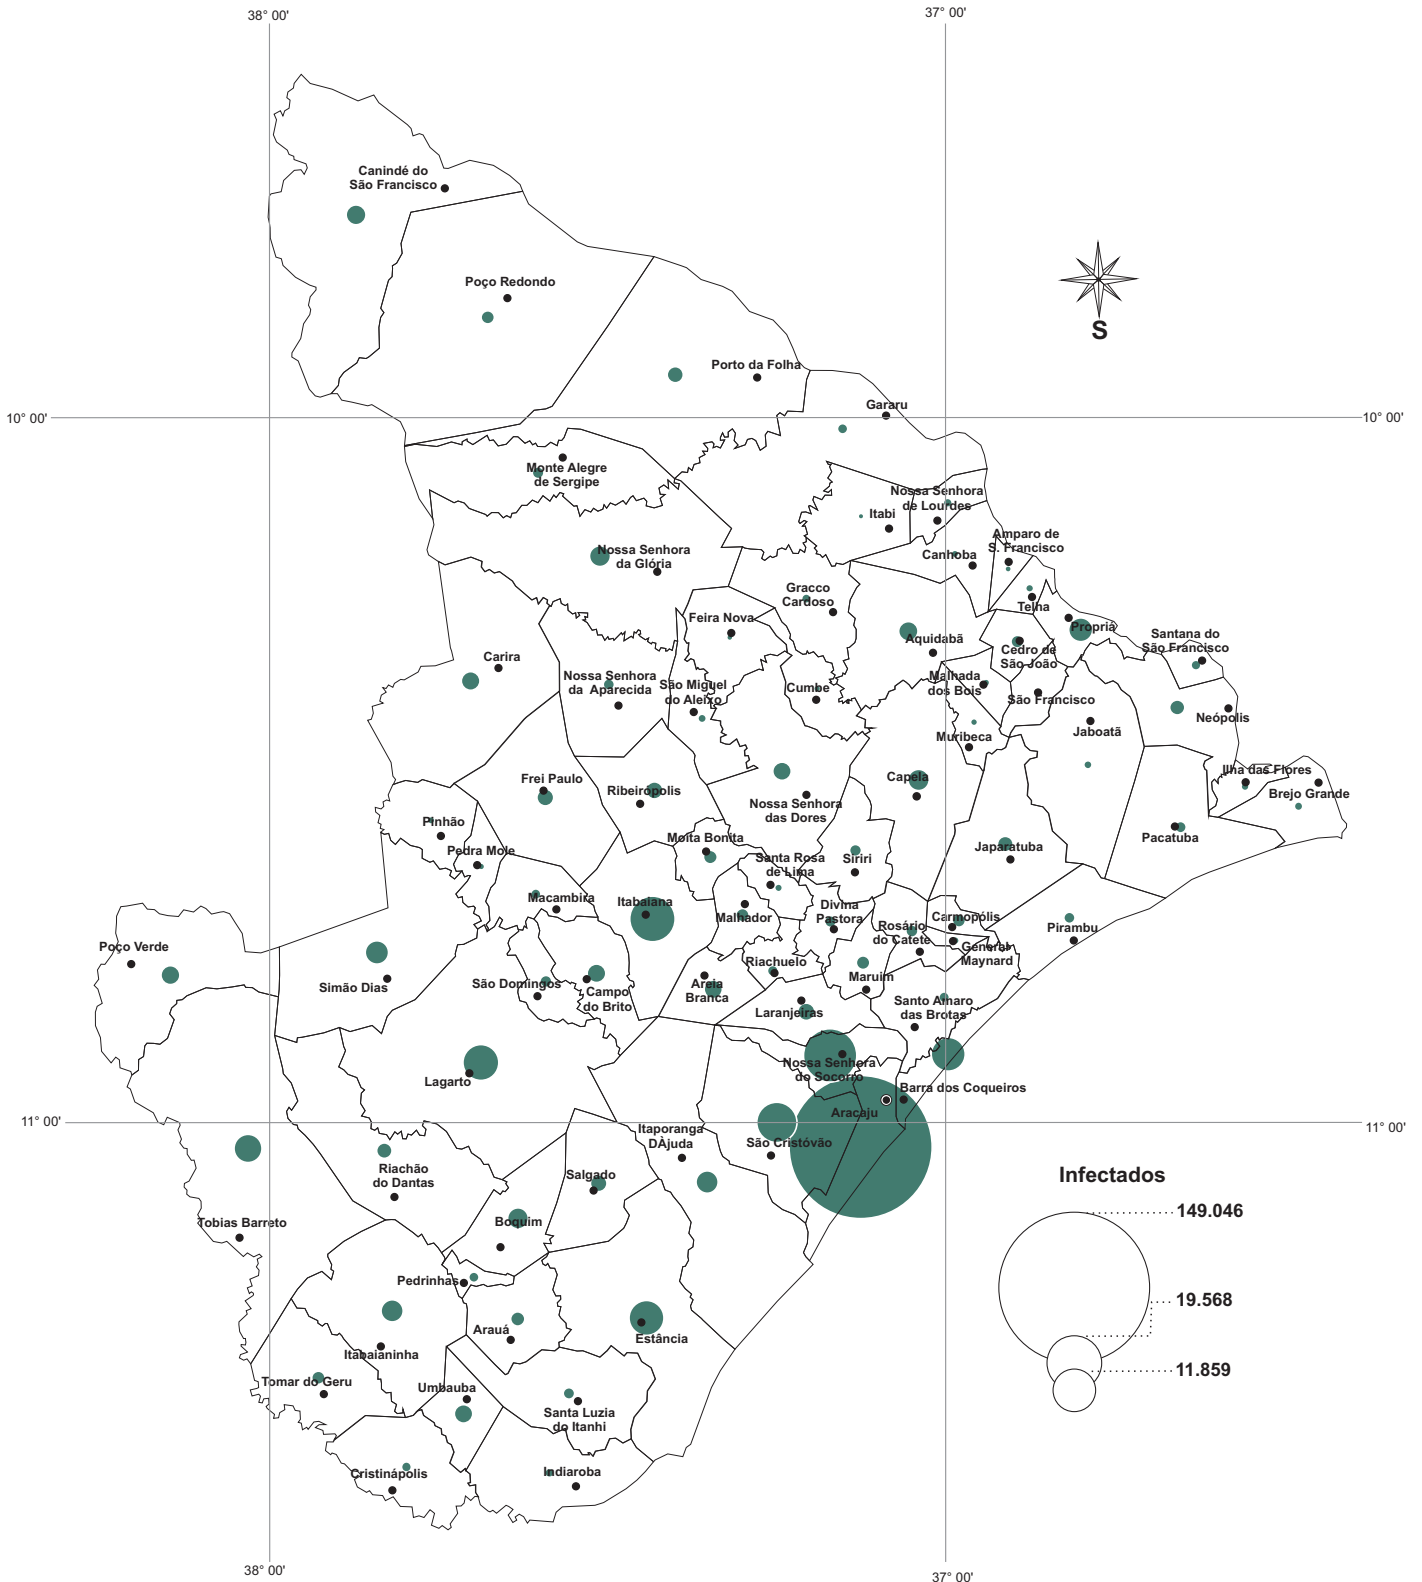 38° 00'
37° 00'
Canindé do
São Francisco
Poço Redondo
S
Porto da Folha
Gararu
10° 00'
10° 00'
Monte Alegre
de Sergipe
Nossa Senhora
de Lourdes
Itabi
Nossa Senhora
da Glória
Canhoba
Amparo de
S. Francisco
Gracco
Cardoso
Telha
Feira Nova
Propriá
Aquidabã
Santana do
São Francisco
Cedro de
São João
Carira
Nossa Senhora
da Aparecida
São Miguel
do Aleixo
Cumbe
Malhada
dos Bois
São Francisco
Neópolis
Jaboatã
Muribeca
Frei Paulo
Ribeirópolis
Capela
Ilha das Flores
Brejo Grande
Nossa Senhora
das Dores
Pinhão
Moita Bonita
Pacatuba
Pedra Mole
Santa Rosa
de Lima
Siriri
Japaratuba
Macambira
Itabaiana
Malhador
Divina
Pastora
Carmopólis
Rosário
do Catete
Pirambu
General
Maynard
Poço Verde
Simão Dias
São Domingos
Campo
do Brito
Areia
Branca
Riachuelo
Maruim
Laranjeiras
Santo Amaro
das Brotas
Lagarto
Nossa Senhora
do Socorro
Barra dos Coqueiros
Aracaju
11° 00'
11° 00'
Itaporanga
DÀjuda
São Cristóvão
Riachão
do Dantas
Salgado
Infectados
Tobias Barreto
Boquim
149.046
Pedrinhas
19.568
Arauá
Estância
Itabaianinha
11.859
Tomar do Geru
Umbauba
Santa Luzia
do Itanhi
Cristinápolis
Indiaroba
38° 00'
37° 00'